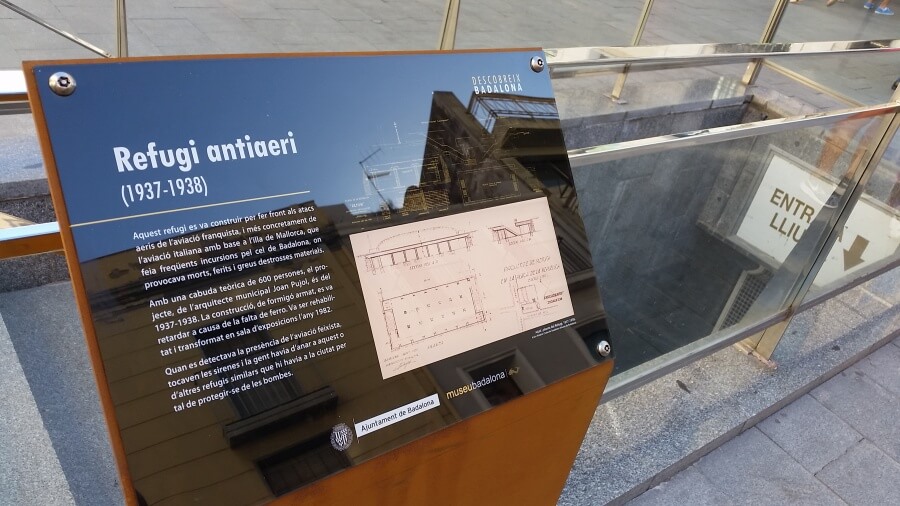 DESCOBREIX
BADALONA
Refugi antiaeri
(1937-1938)
Aquest refugi es va construir per fer front als atacs
aeris de l'aviació franquista, i més concretament de
l'aviació italiana amb base a l'illa de Mallorca, que
feia freqüents incursions pel cel de Badalona, on
provocava morts, ferits i greus destrosses materials.
Amb una cabuda teòrica de 600 persones, el pro-
jecte, de l'arquitecte municipal Joan Pujol, és del
1937-1938. La construcció, de formigó armat, es va
retardar a causa de la falta de ferro. Va ser rehabili-
tat i transformat en sala d'exposicions l'any 1982.
Quan es detectava la presència de l'aviació feixista,
tocaven les sirenes i la gent havia d'anar a aquest o
d'altres refugis similars que hi havia a la ciutat per
tal de protegir-se de les bombes.
Ajuntament de Badalona
museubadalona
ENTR
LLIU